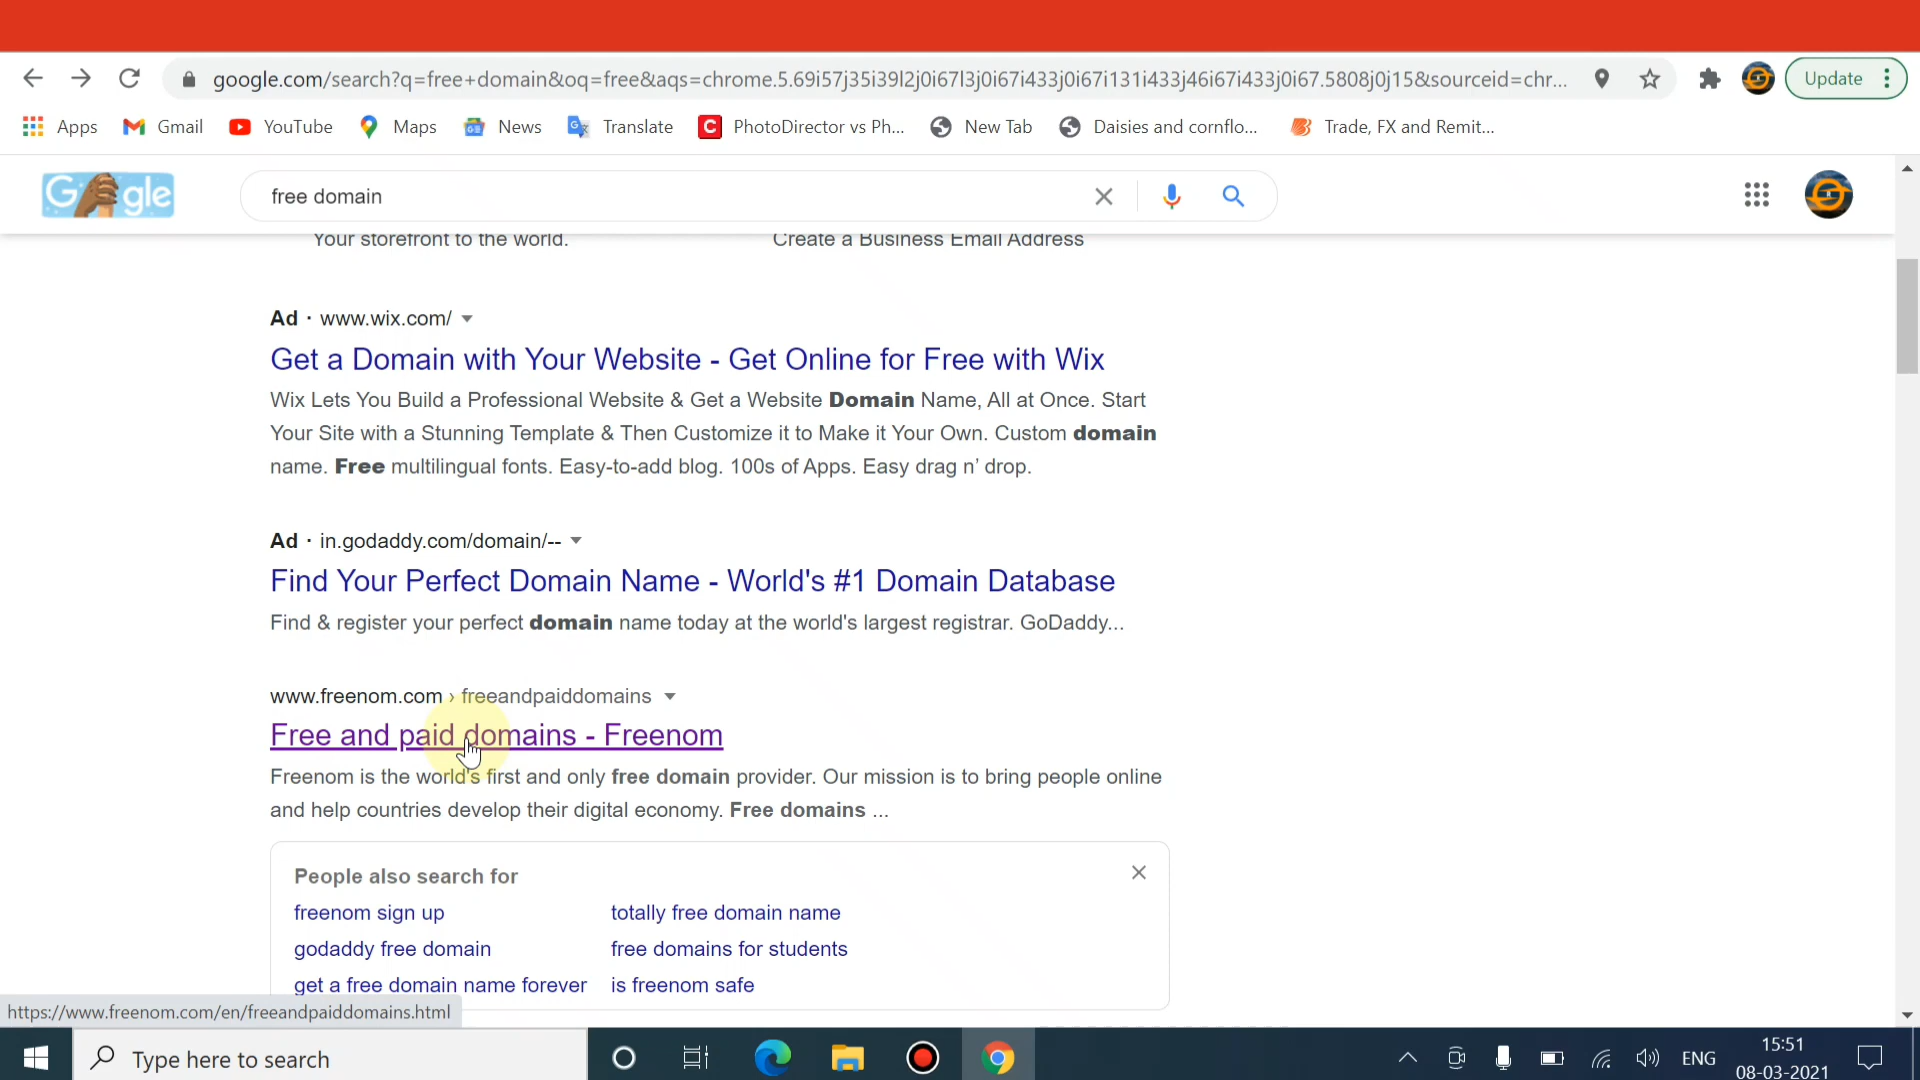 google.com/search?q=free+domain&oq=free&aqs=chrome.5.69i57j35i39l2j0i67l3j0i67i433j0i67i131i433j46i67i433j0i67.5808j0j15&sourceid=chr...
Update
Apps
Gmail
YouTube
Maps
News
Translate
PhotoDirector vs Ph...
New Tab
Daisies and cornflo...
Trade, FX and Remit...
Google
free domain
Your storefront to the world.
Create a Business Email Address
Ad · www.wix.com/
Get a Domain with Your Website - Get Online for Free with Wix
Wix Lets You Build a Professional Website & Get a Website Domain Name, All at Once. Start
Your Site with a Stunning Template & Then Customize it to Make it Your Own. Custom domain
name. Free multilingual fonts. Easy-to-add blog. 100s of Apps. Easy drag n’ drop.
Ad · in.godaddy.com/domain/--
Find Your Perfect Domain Name - World's #1 Domain Database
Find & register your perfect domain name today at the world's largest registrar. GoDaddy...
www.freenom.com › freeandpaiddomains
Free and paid domains - Freenom
Freenom is the world's first and only free domain provider. Our mission is to bring people online
and help countries develop their digital economy. Free domains ...
People also search for
freenom sign up
totally free domain name
godaddy free domain
free domains for students
get a free domain name forever
is freenom safe
https://www.freenom.com/en/freeandpaiddomains.html
Type here to search
ENG
15:51
08-03-2021